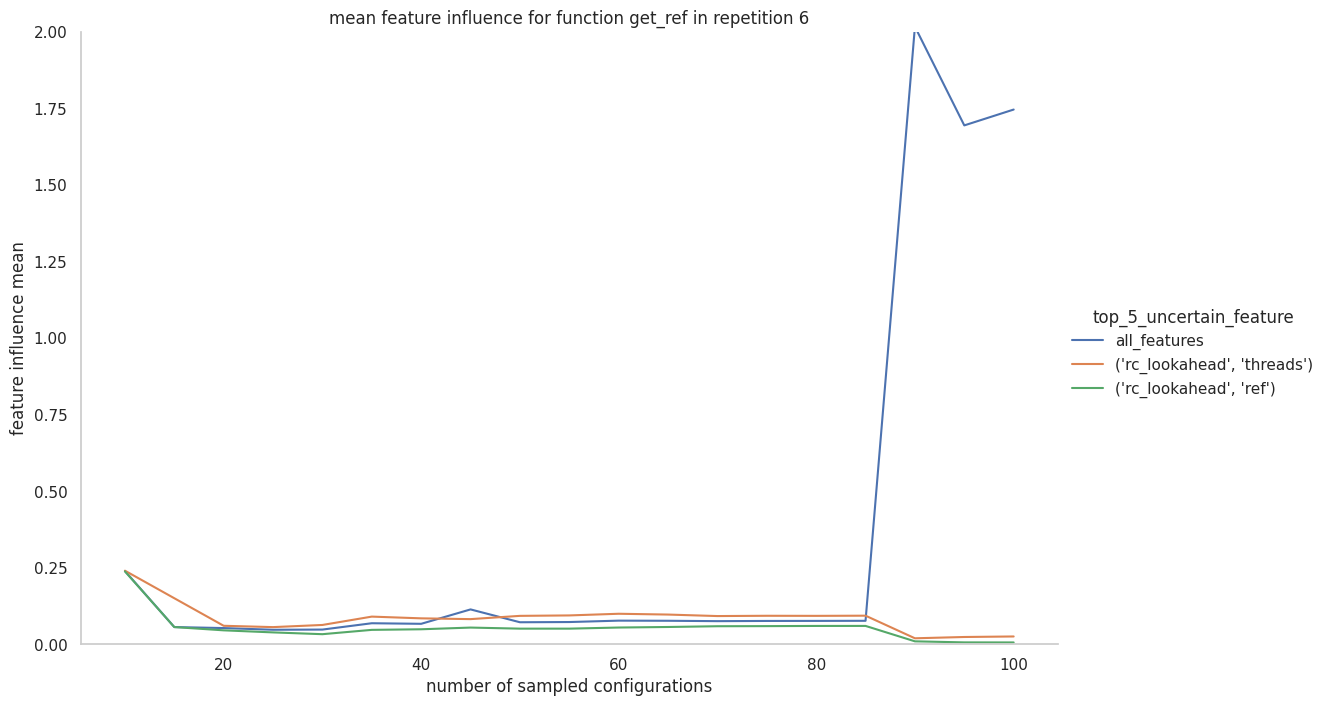 mean feature influence for function get_ref in repetition 6
2.00
1.75
1.50
1.25
1.00
0.75
0.50
0.25
0.00
feature influence mean
20
40
60
80
100
number of sampled configurations
top_5_uncertain_feature
all_features
('rc_lookahead', 'threads')
('rc_lookahead', 'ref')